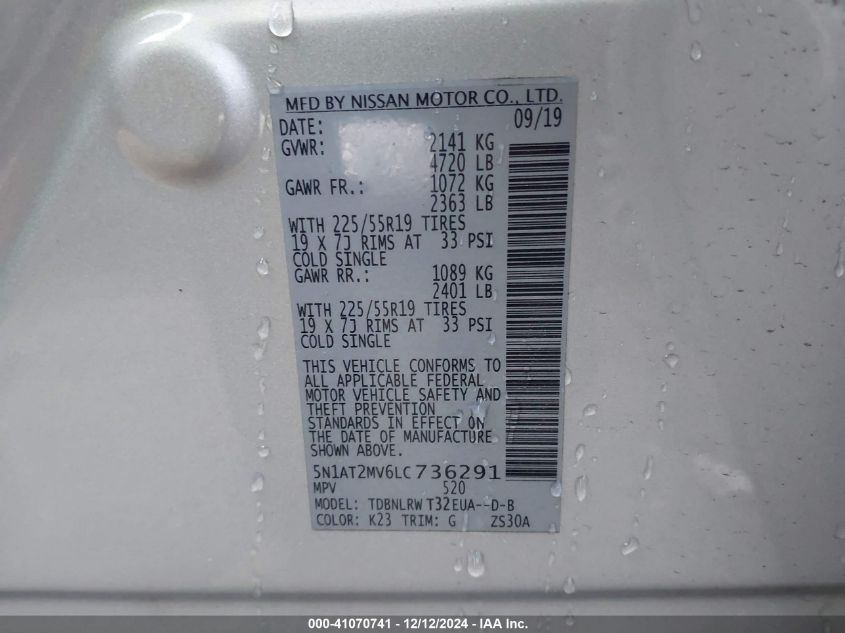 MFD BY NISSAN MOTOR CO., LTD.
DATE: 09/19
GVWR: 2141 KG
4720 LB
GAWR FR.: 1072 KG
2363 LB
WITH 225/55R19 TIRES
19 X 7J RIMS AT 33 PSI
COLD SINGLE
GAWR RR.: 1089 KG
2401 LB
WITH 225/55R19 TIRES
19 X 7J RIMS AT 33 PSI
COLD SINGLE
THIS VEHICLE CONFORMS TO
ALL APPLICABLE FEDERAL
MOTOR VEHICLE SAFETY AND
THEFT PREVENTION
STANDARDS IN EFFECT ON
THE DATE OF MANUFACTURE
SHOWN ABOVE.
5N1AT2MV6LC736291
MPV 520
MODEL: TDBNLRW T32EUA--D-B
COLOR: K23 TRIM: G ZS30A
000-41070741 - 12/12/2024 - IAA Inc.